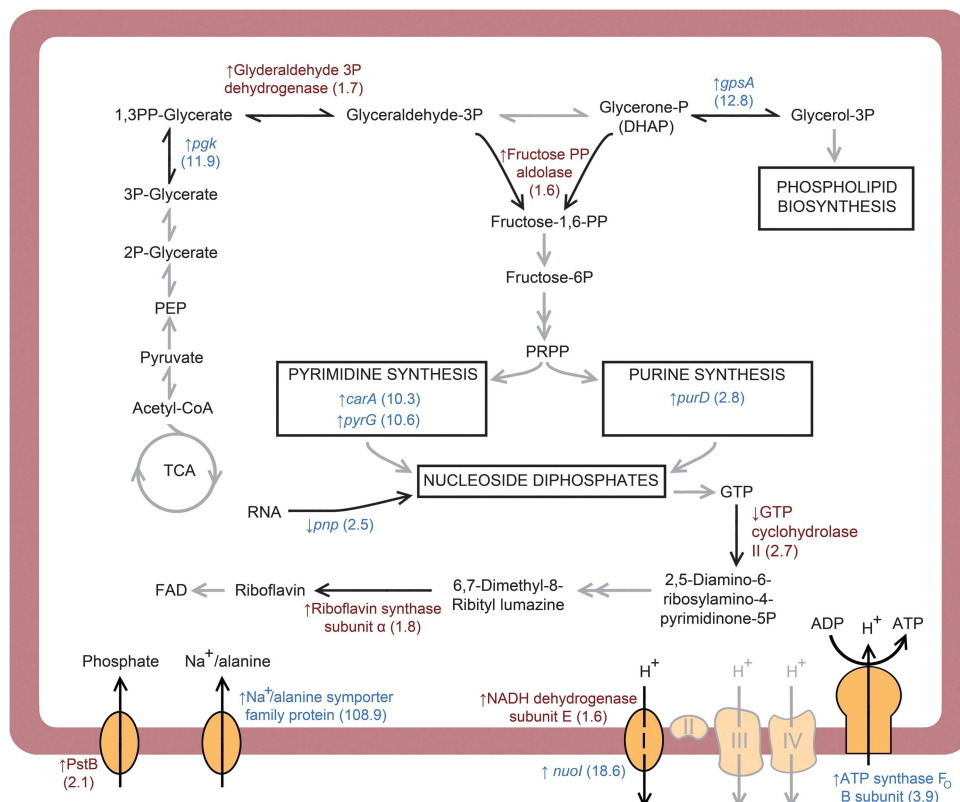 ↑Glyderaldehyde 3P
dehydrogenase (1.7)
1,3PP-Glycerate
Glyceraldehyde-3P
Glycerone-P
(DHAP)
↑gpsA
(12.8)
Glycerol-3P
↑pgk
(11.9)
↑Fructose PP
aldolase
(1.6)
PHOSPHOLIPID
BIOSYNTHESIS
3P-Glycerate
Fructose-1,6-PP
2P-Glycerate
Fructose-6P
PEP
PRPP
Pyruvate
PYRIMIDINE SYNTHESIS
↑carA (10.3)
↑pyrG (10.6)
PURINE SYNTHESIS
↑purD (2.8)
Acetyl-CoA
TCA
NUCLEOSIDE DIPHOSPHATES
GTP
RNA
↓pnp (2.5)
↓GTP
cyclohydrolase
II (2.7)
FAD
Riboflavin
↑Riboflavin synthase
subunit α (1.8)
6,7-Dimethyl-8-
Ribityl lumazine
2,5-Diamino-6-
ribosylamino-4-
pyrimidinone-5P
Phosphate
Na⁺/alanine
↑Na⁺/alanine symporter
family protein (108.9)
↑PstB
(2.1)
H⁺
↑NADH dehydrogenase
subunit E (1.6)
I
↑ nuoI (18.6)
II
H⁺
III
H⁺
IV
ADP
H⁺
ATP
↑ATP synthase F₀
B subunit (3.9)